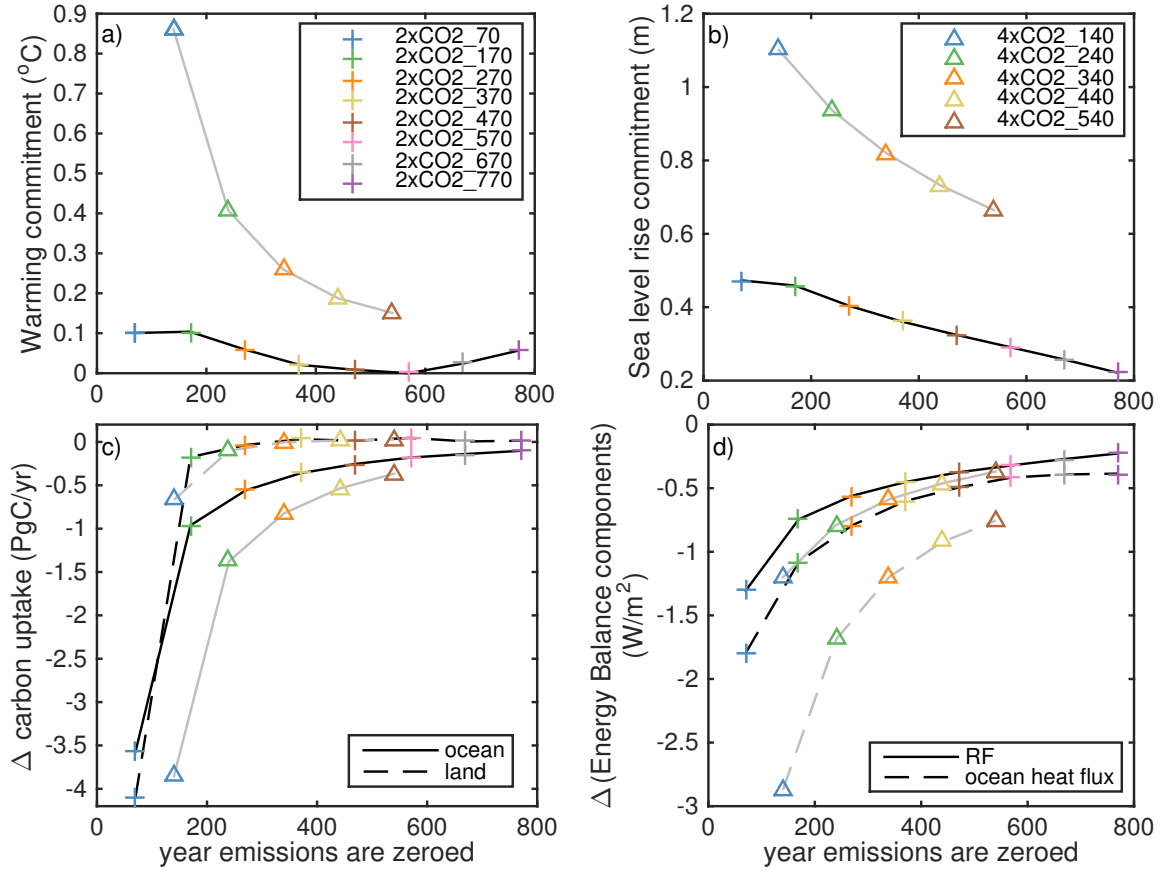 a)
Warming commitment (°C)
0.9
0.8
0.7
0.6
0.5
0.4
0.3
0.2
0.1
0
0 200 400 600 800
2xCO2_70
2xCO2_170
2xCO2_270
2xCO2_370
2xCO2_470
2xCO2_570
2xCO2_670
2xCO2_770
b)
Sea level rise commitment (m)
1.2
1
0.8
0.6
0.4
0.2
0 200 400 600 800
4xCO2_140
4xCO2_240
4xCO2_340
4xCO2_440
4xCO2_540
c)
Δ carbon uptake (PgC/yr)
0
-0.5
-1
-1.5
-2
-2.5
-3
-3.5
-4
0 200 400 600 800
year emissions are zeroed
ocean
land
d)
Δ (Energy Balance components)
(W/m²)
0
-0.5
-1
-1.5
-2
-2.5
-3
0 200 400 600 800
year emissions are zeroed
RF
ocean heat flux